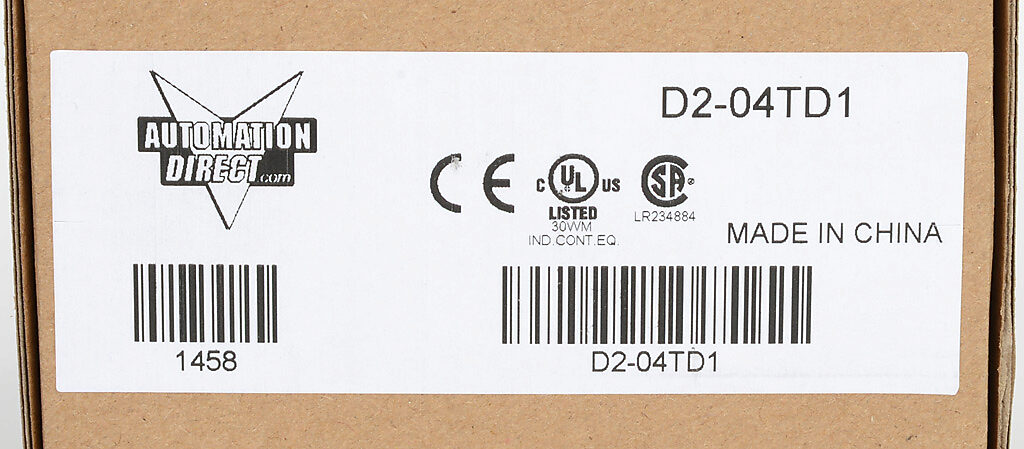 AUTOMATION
DIRECT.com
D2-04TD1
CE
C UL US
LISTED
30WM
IND.CONT.EQ.
SA
LR234884
MADE IN CHINA
1458
D2-04TD1